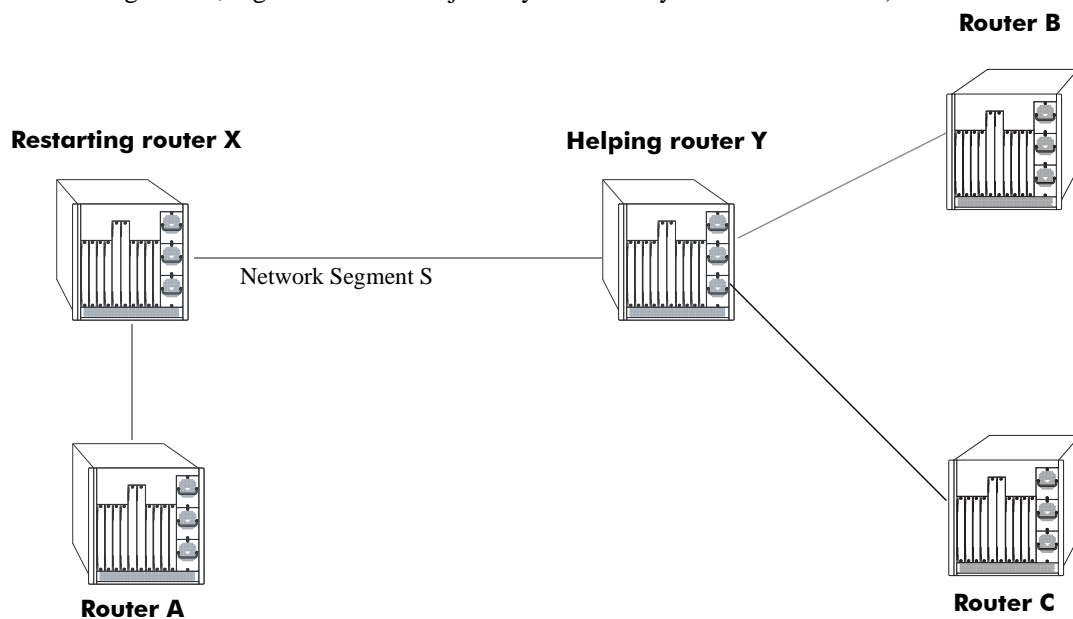 Router B
Restarting router X
Helping router Y
Network Segment S
Router A
Router C